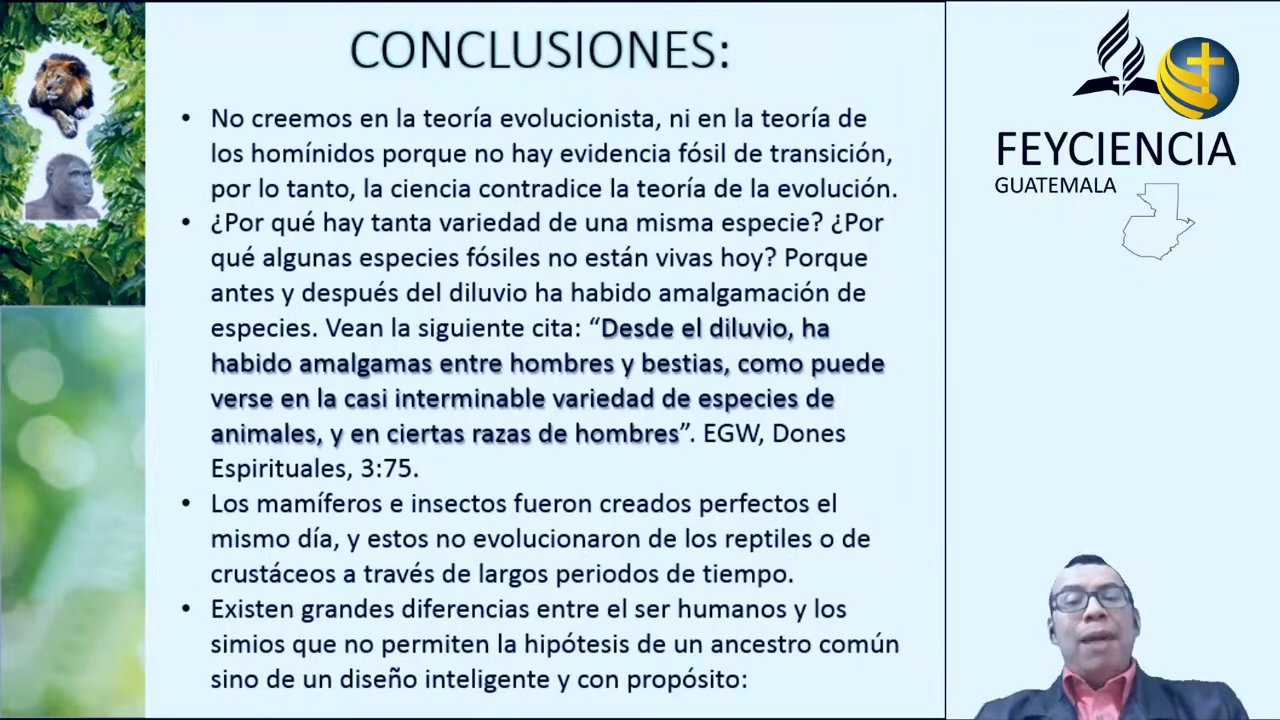 CONCLUSIONES:
• No creemos en la teoría evolucionista, ni en la teoría de
los homínidos porque no hay evidencia fósil de transición,
por lo tanto, la ciencia contradice la teoría de la evolución.
• ¿Por qué hay tanta variedad de una misma especie? ¿Por
qué algunas especies fósiles no están vivas hoy? Porque
antes y después del diluvio ha habido amalgamación de
especies. Vean la siguiente cita: “Desde el diluvio, ha
habido amalgamas entre hombres y bestias, como puede
verse en la casi interminable variedad de especies de
animales, y en ciertas razas de hombres”. EGW, Dones
Espirituales, 3:75.
• Los mamíferos e insectos fueron creados perfectos el
mismo día, y estos no evolucionaron de los reptiles o de
crustáceos a través de largos periodos de tiempo.
• Existen grandes diferencias entre el ser humanos y los
simios que no permiten la hipótesis de un ancestro común
sino de un diseño inteligente y con propósito:
FEYCIENCIA
GUATEMALA